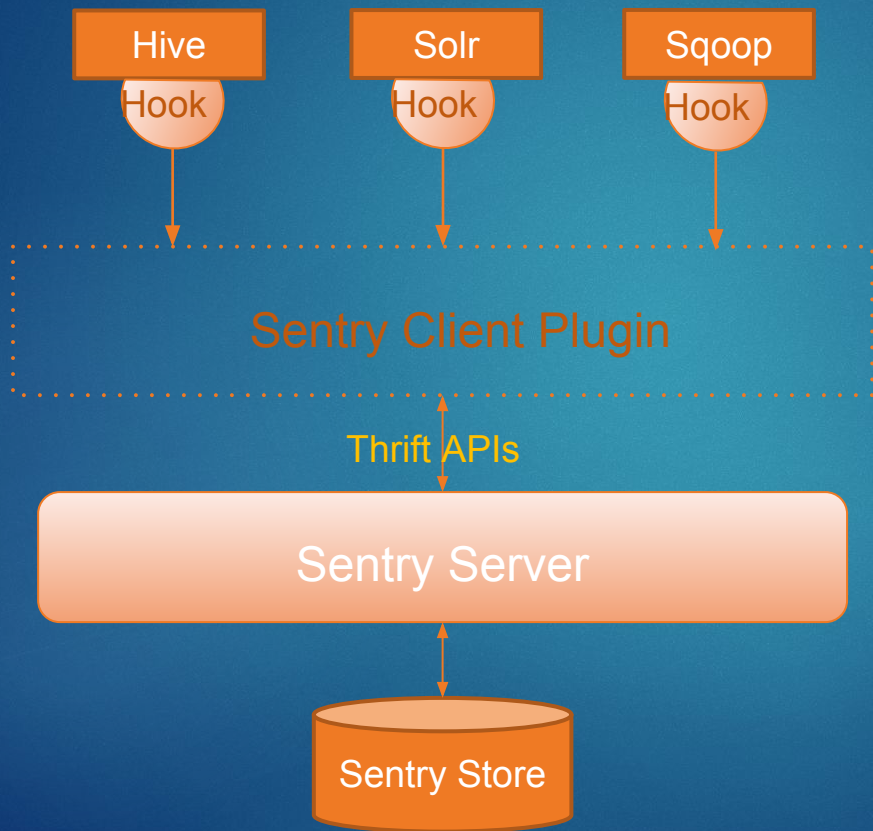 Hive
Solr
Sqoop
Hook
Hook
Hook
Sentry Client Plugin
Thrift APIs
Sentry Server
Sentry Store